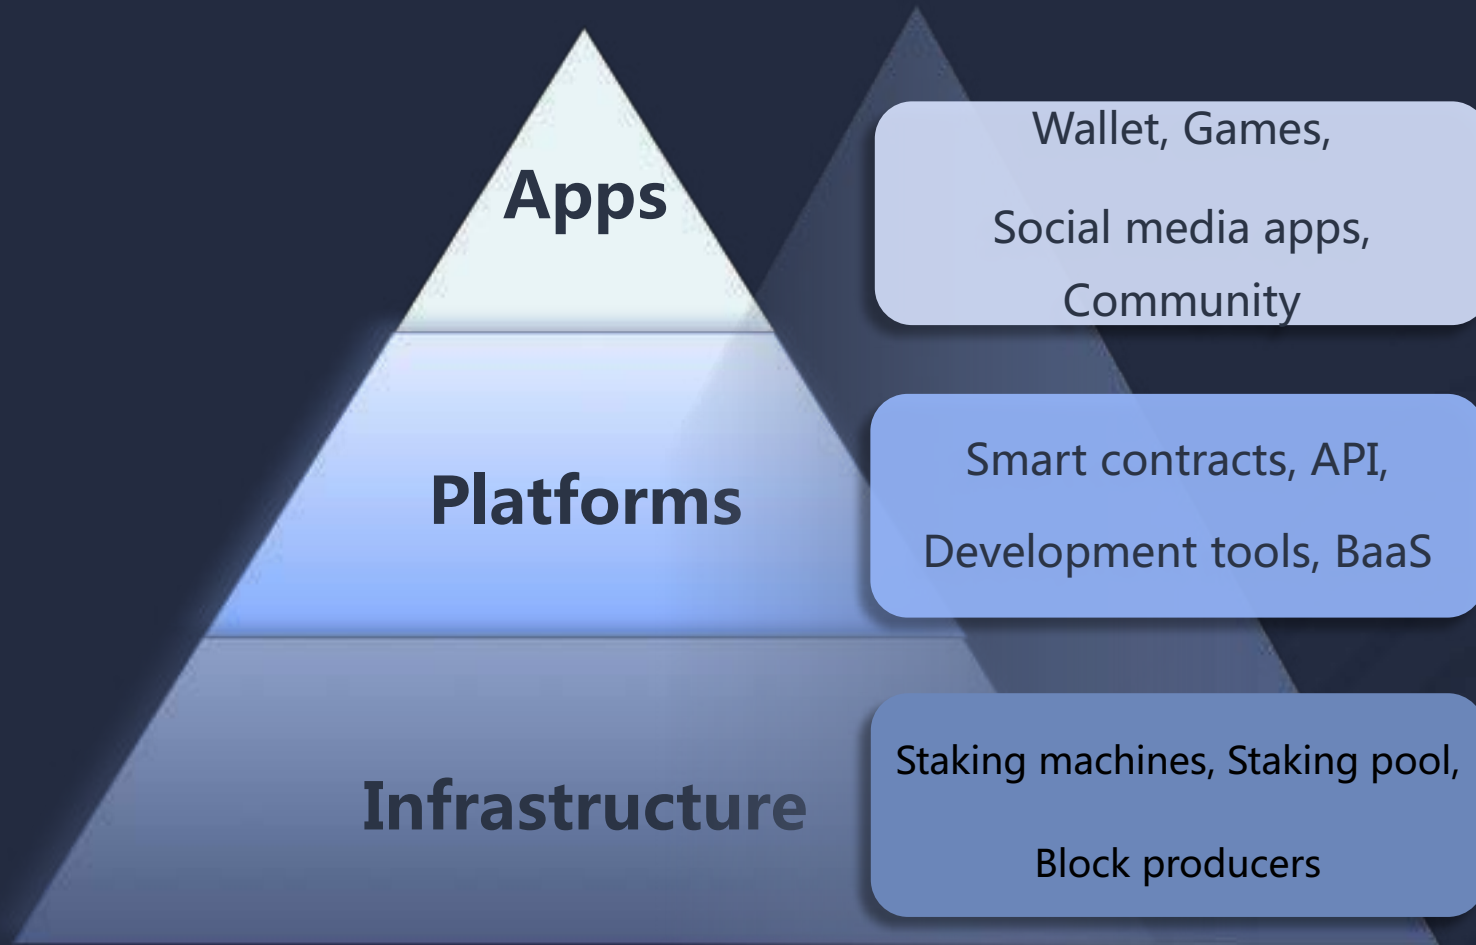 Apps
Wallet, Games,
Social media apps,
Community
Platforms
Smart contracts, API,
Development tools, BaaS
Infrastructure
Staking machines, Staking pool,
Block producers